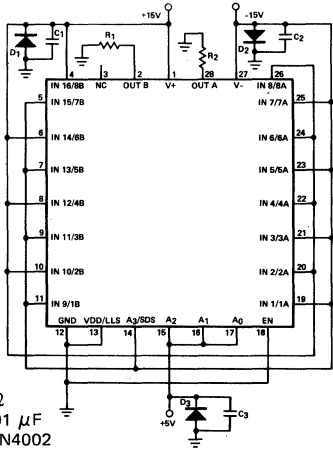 +15V
-15V
D1
C1
R1
R2
D2
C2
4
3
2
1
28
27
26
IN 16/8B
NC
OUT B
V+
OUT A
V-
IN 8/8A
5
IN 15/7B
IN 7/7A
25
6
IN 14/6B
IN 6/6A
24
7
IN 13/5B
IN 5/5A
23
8
IN 12/4B
IN 4/4A
22
9
IN 11/3B
IN 3/3A
21
10
IN 10/2B
IN 2/2A
20
11
IN 9/1B
IN 1/1A
19
GND
VDD/LLS
A3/SDS
A2
A1
A0
EN
12
13
14
15
16
17
18
+5V
D3
C3
Ω
01 μF
N4002